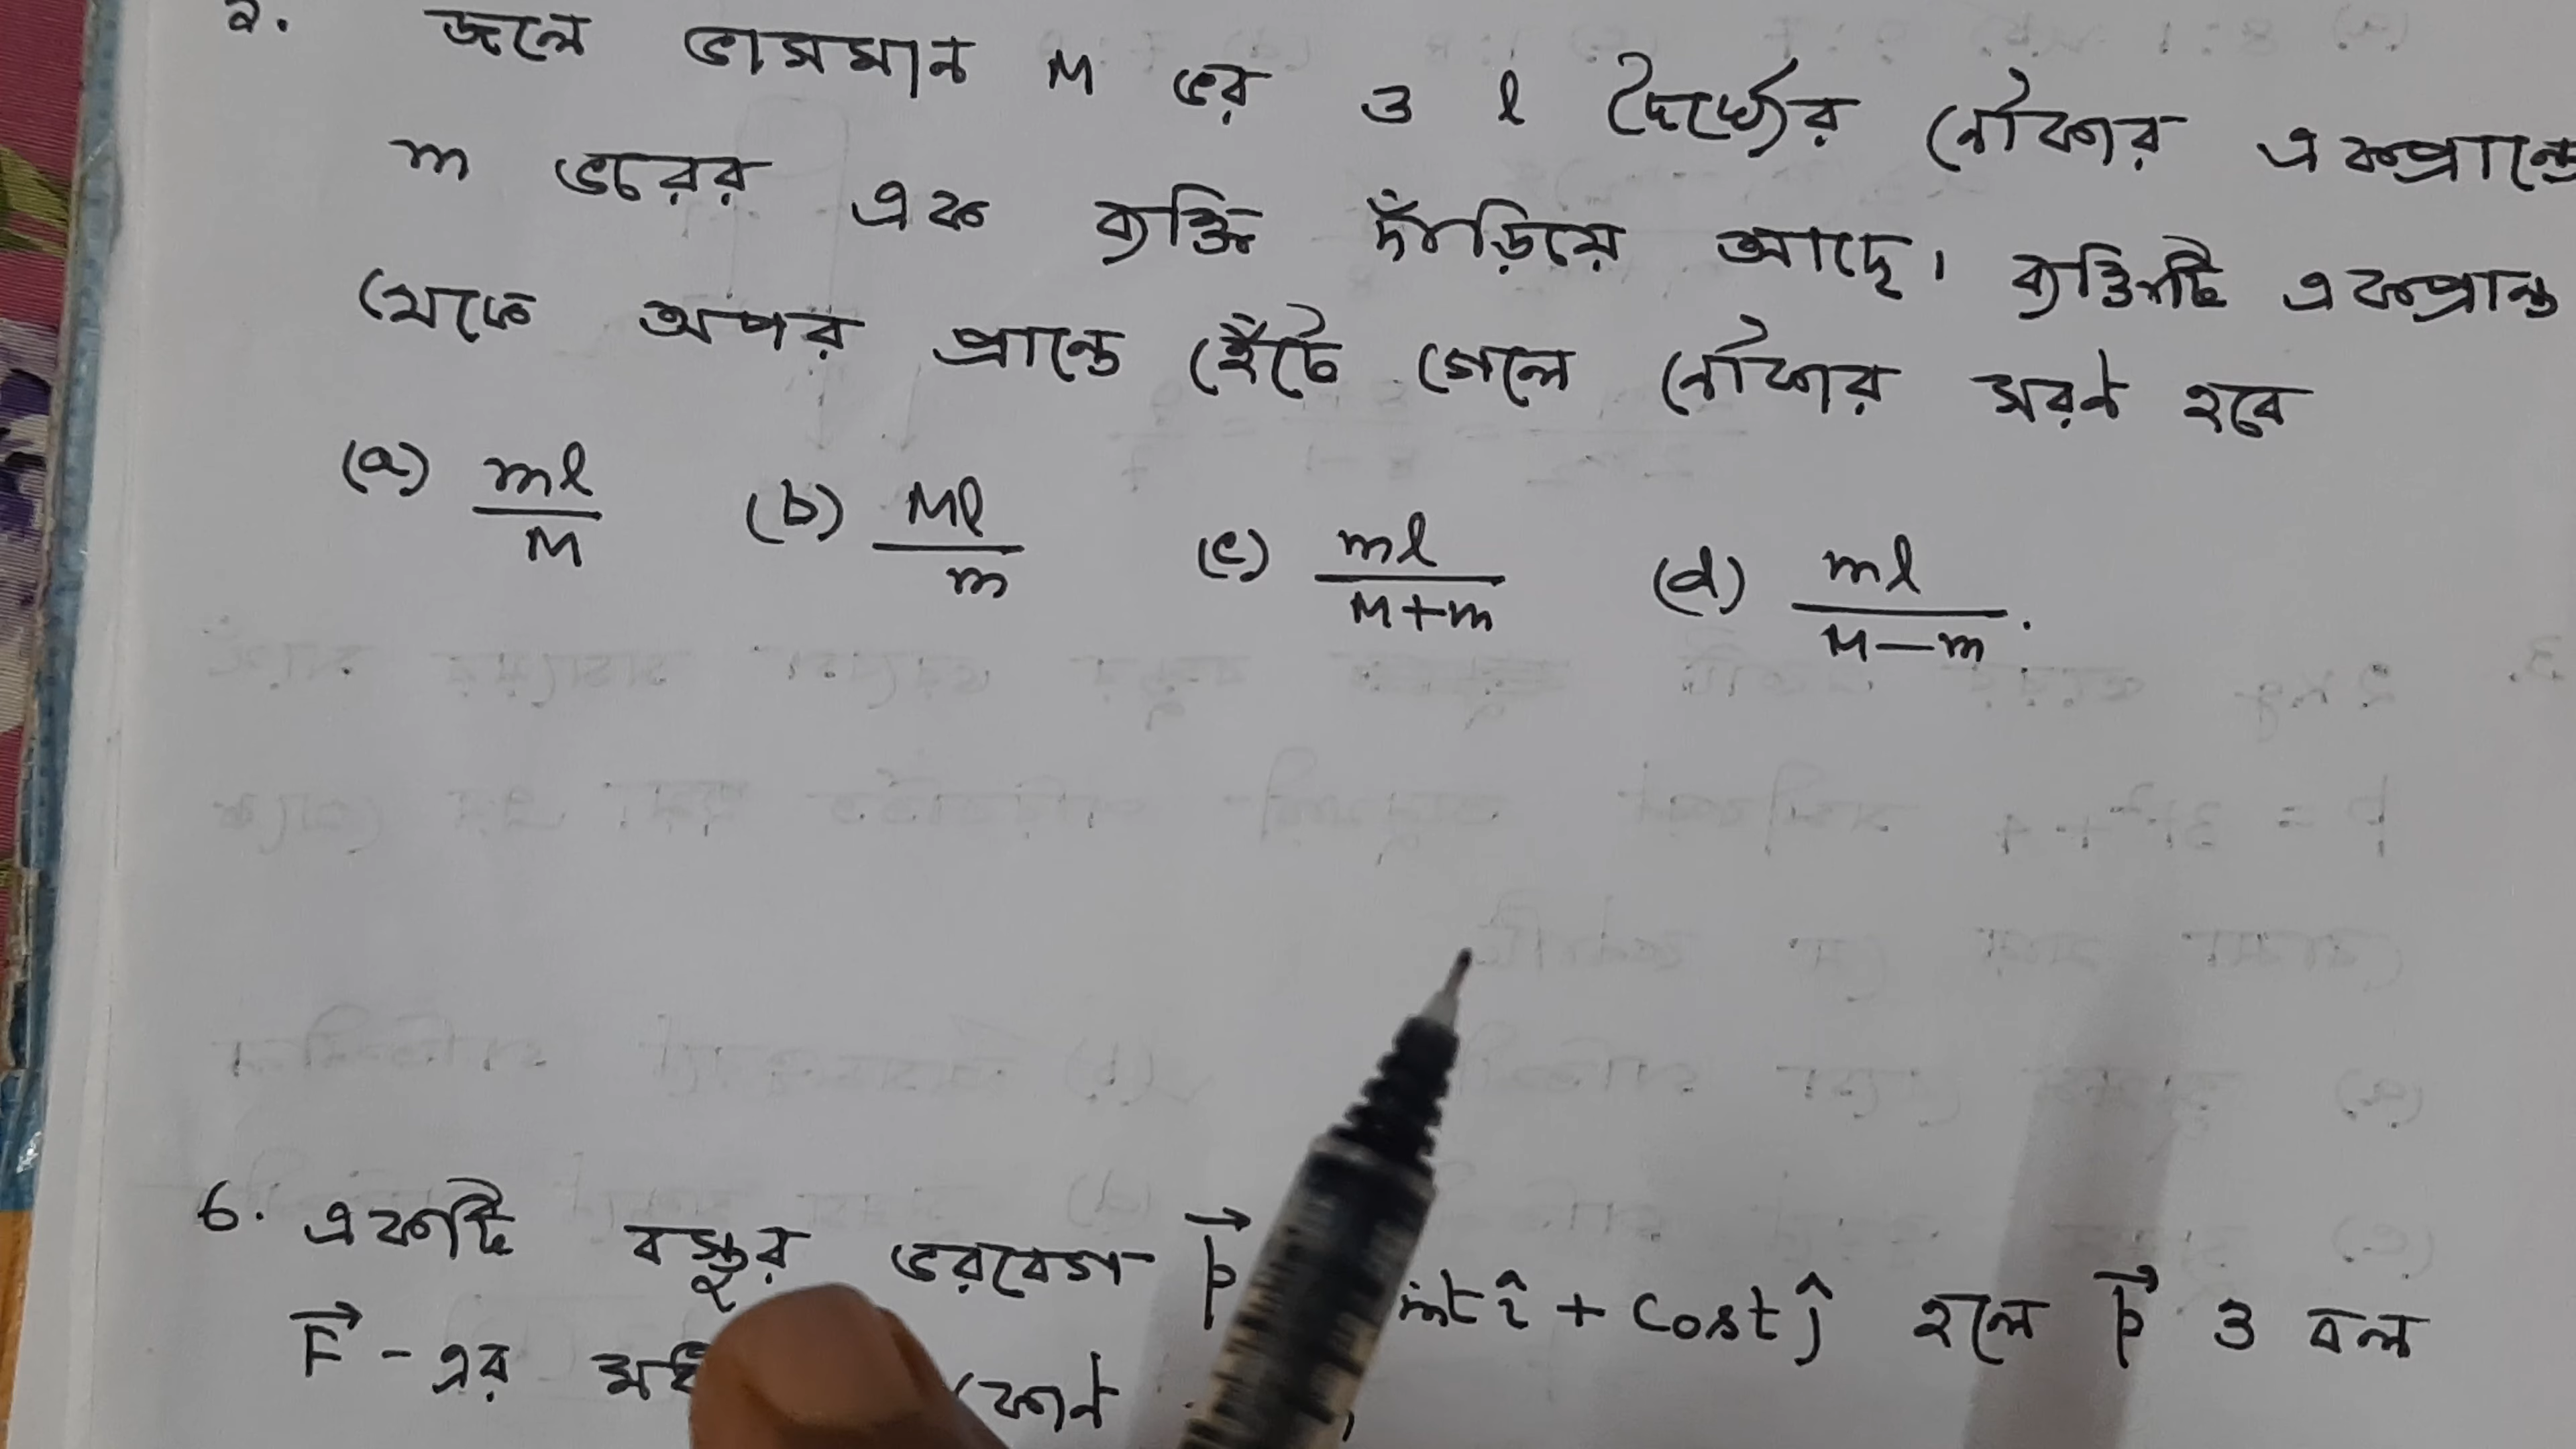 ২. জলে ভাসমান M ভর ও l দৈর্ঘ্যের নৌকার একপ্রান্তে
m ভরের এক ব্যক্তি দাঁড়িয়ে আছে। ব্যক্তিটি একপ্রান্ত
থেকে অপর প্রান্তে হেঁটে গেলে নৌকার সরণ হবে
(a) ml/M (b) Ml/m (c) ml/M+m (d) ml/M−m.
6. একটি বস্তুর ভরবেগ p⃗ int î + cost ĵ হলে p⃗ ও বল
F⃗ -এর কোণ